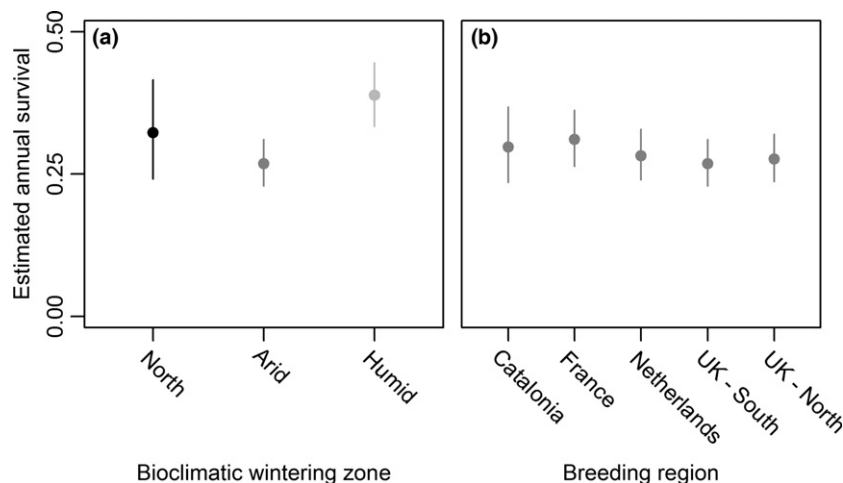 (a)
(b)
Estimated annual survival
0.50
0.25
0.00
North
Arid
Humid
Catalonia
France
Netherlands
UK - South
UK - North
Bioclimatic wintering zone
Breeding region